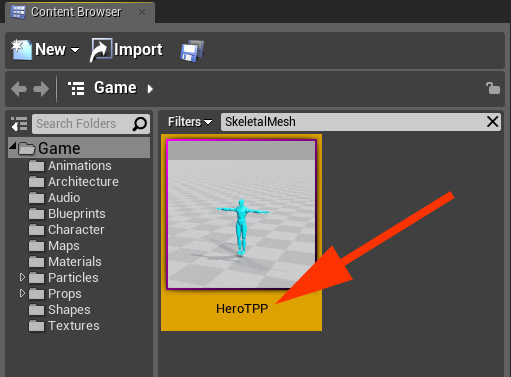 Content Browser
New Import
Game
Search Folders
Filters SkeletalMesh
Game
Animations
Architecture
Audio
Blueprints
Character
Maps
Materials
Particles
Props
Shapes
Textures
HeroTPP